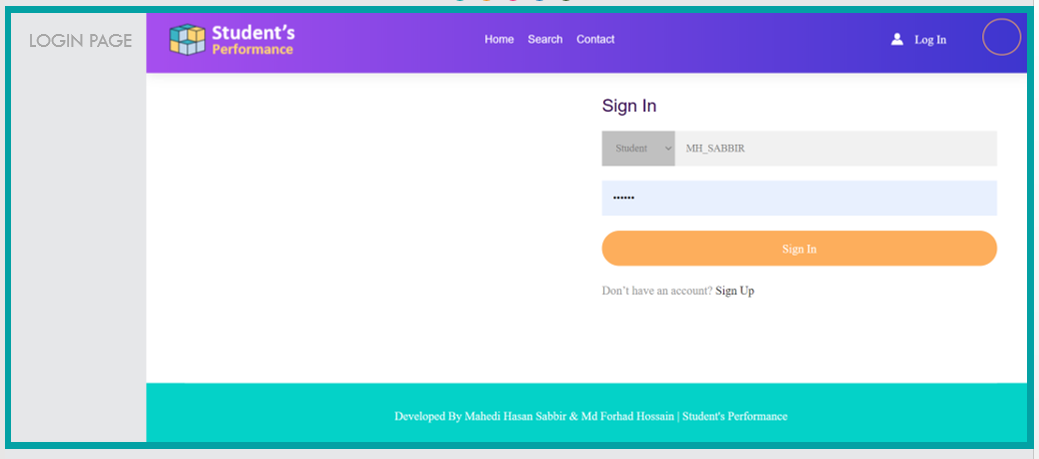 LOGIN PAGE
Student's
Performance
Home Search Contact
Log In
Sign In
Student MH_SABBIR
••••••
Sign In
Don't have an account? Sign Up
Developed By Mahedi Hasan Sabbir & Md Forhad Hossain | Student's Performance